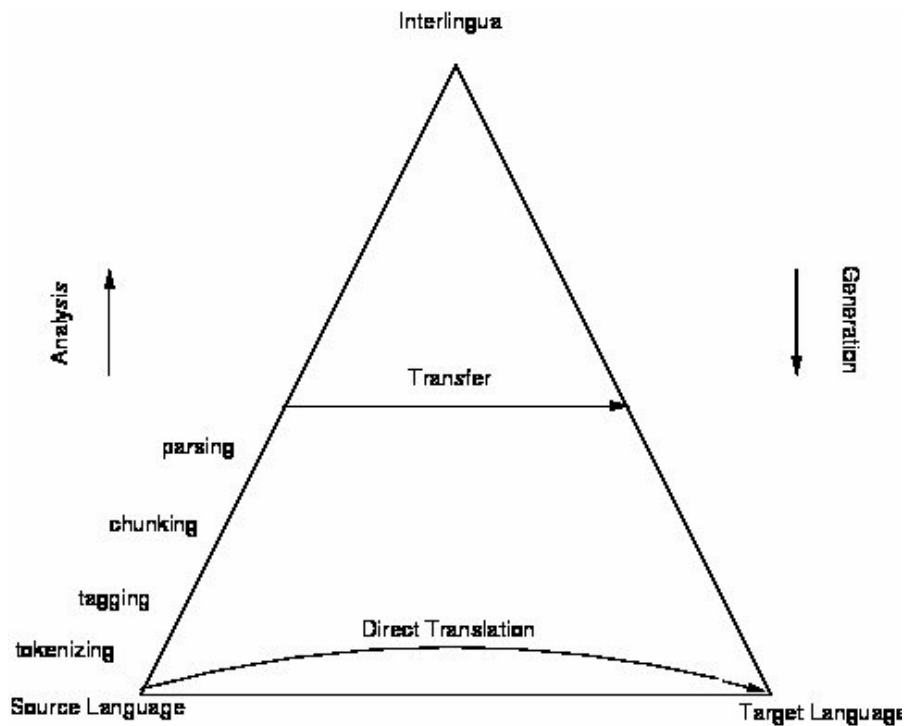 Interlingua
Analysis
Generation
Transfer
parsing
chunking
tagging
tokenizing
Direct Translation
Source Language
Target Language